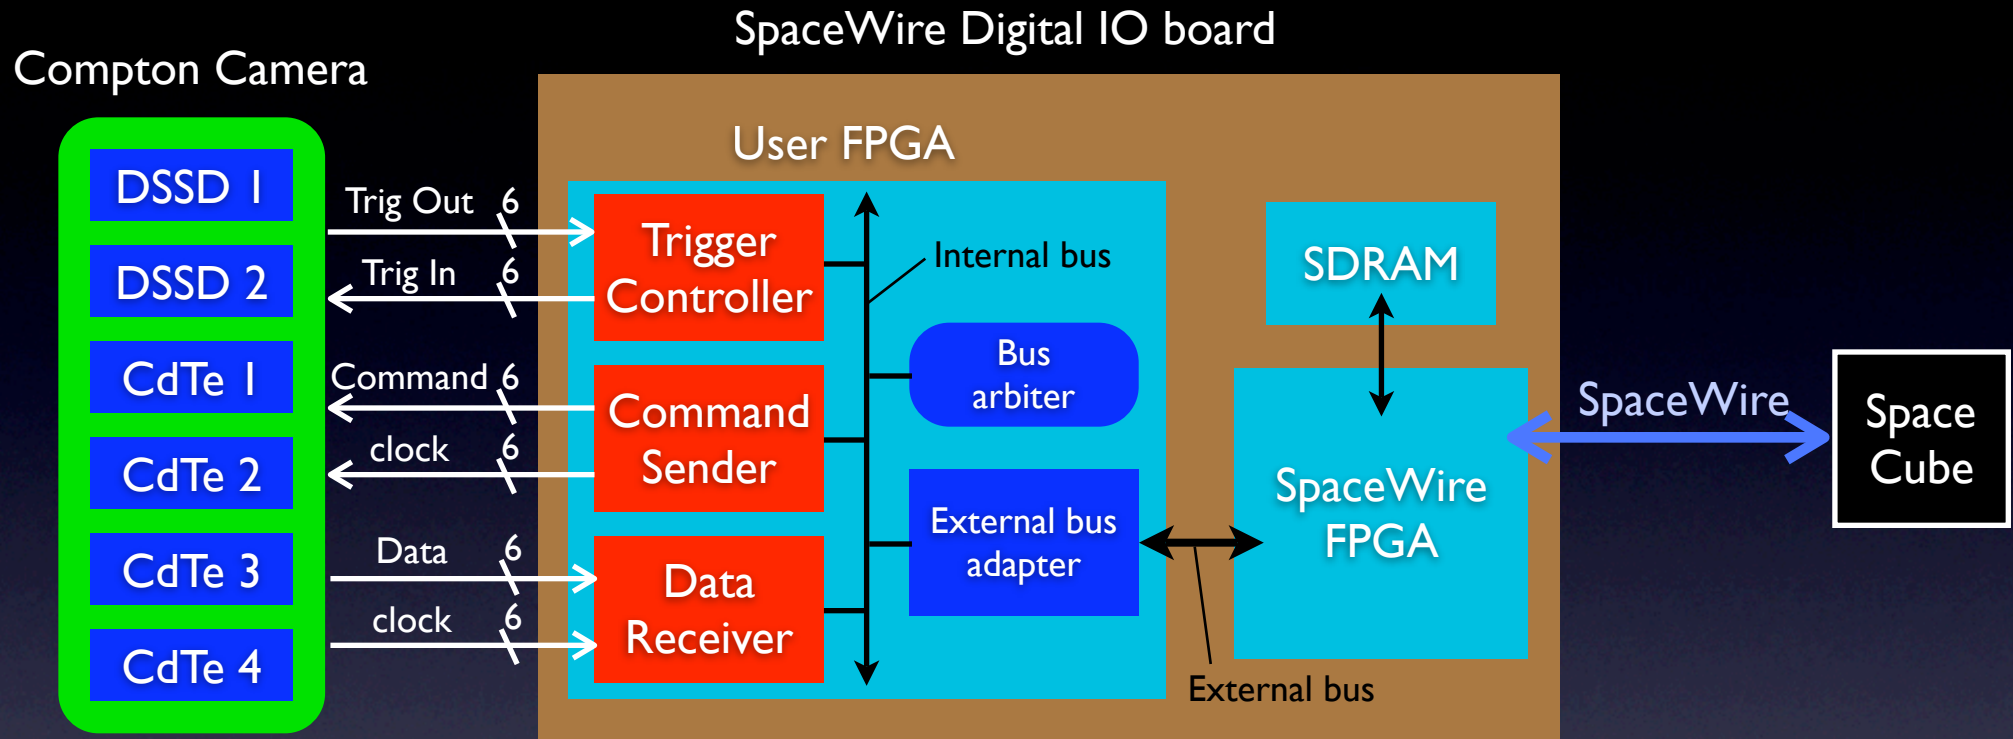 SpaceWire Digital IO board
Compton Camera
DSSD 1
DSSD 2
CdTe 1
CdTe 2
CdTe 3
CdTe 4
Trig Out 6
Trig In 6
Command 6
clock 6
Data 6
clock 6
User FPGA
Trigger
Controller
Command
Sender
Data
Receiver
Internal bus
Bus
arbiter
External bus
adapter
External bus
SDRAM
SpaceWire
FPGA
SpaceWire
Space
Cube